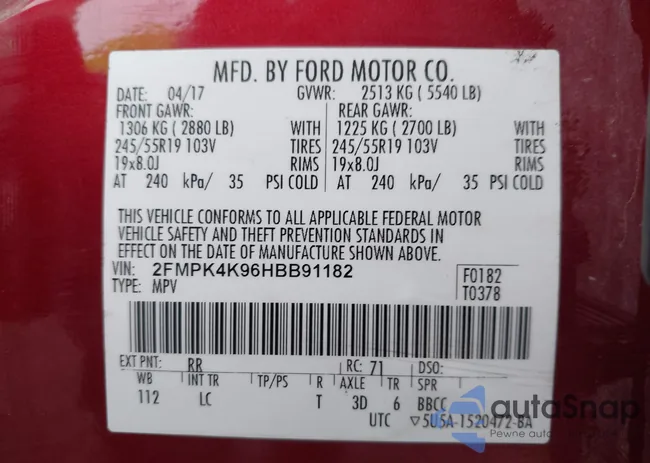 MFD. BY FORD MOTOR CO.
DATE: 04/17 GVWR: 2513 KG ( 5540 LB)
FRONT GAWR: REAR GAWR:
1306 KG ( 2880 LB) WITH 1225 KG ( 2700 LB) WITH
245/55R19 103V TIRES 245/55R19 103V TIRES
19x8.0J RIMS 19x8.0J RIMS
AT 240 kPa/ 35 PSI COLD AT 240 kPa/ 35 PSI COLD
THIS VEHICLE CONFORMS TO ALL APPLICABLE FEDERAL MOTOR
VEHICLE SAFETY AND THEFT PREVENTION STANDARDS IN
EFFECT ON THE DATE OF MANUFACTURE SHOWN ABOVE.
VIN: 2FMPK4K96HBB91182 F0182
TYPE: MPV T0378
EXT PNT: RR RC: 71 DSO:
WB INT TR TP/PS R AXLE TR SPR
112 LC T 3D 6 BBCC
UTC ▽5U5A-1520472-BA
autoSnap
Pewne auto